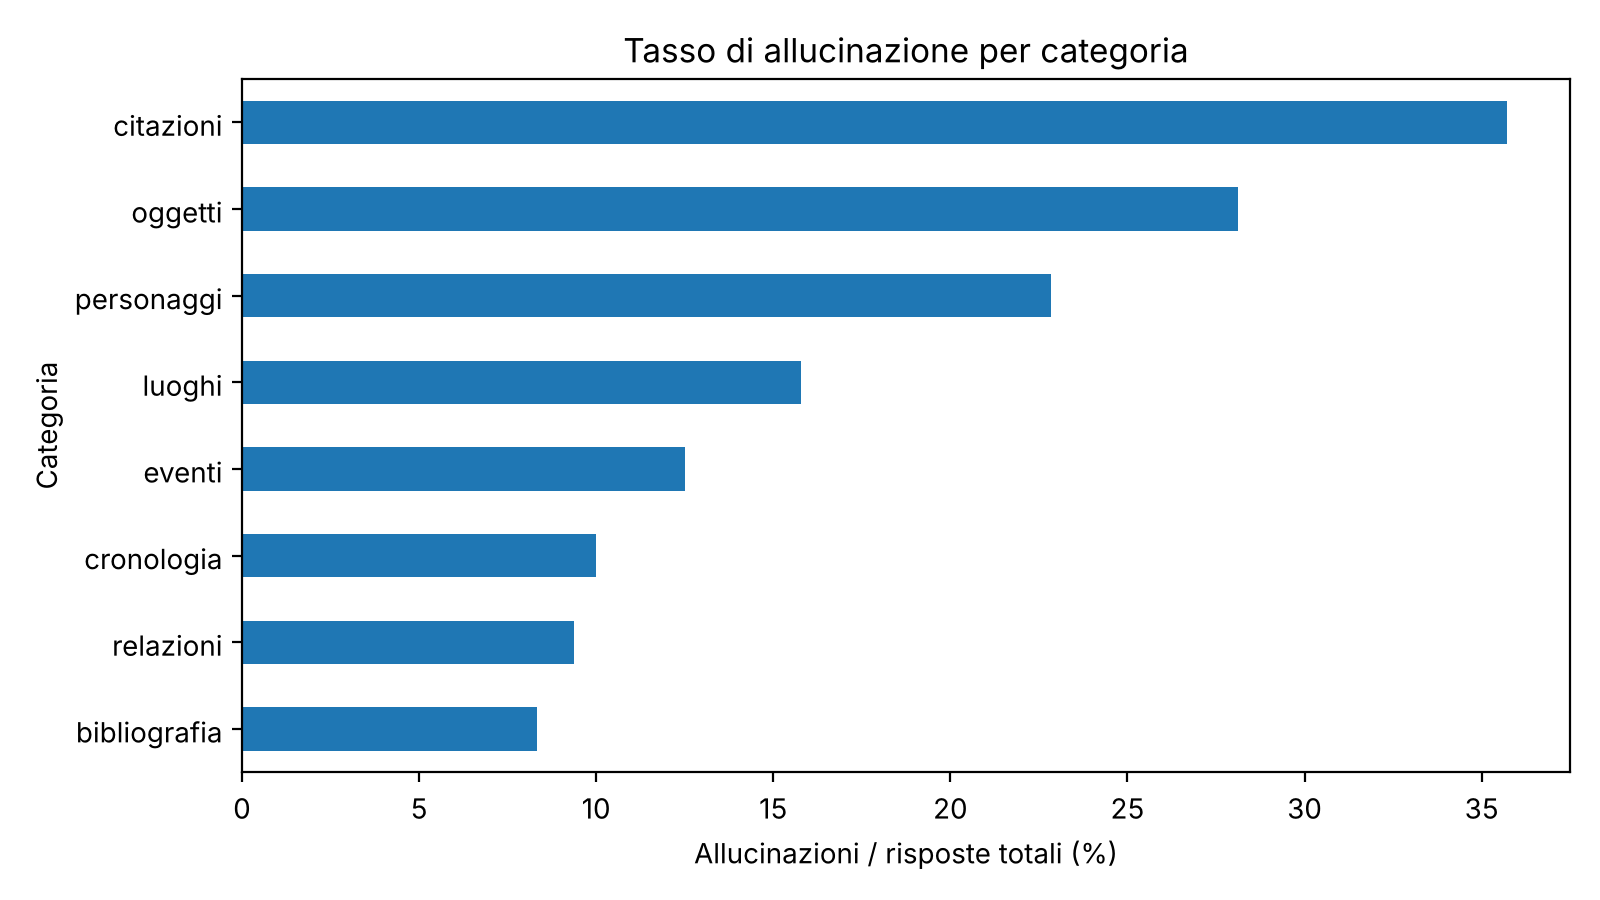 Tasso di allucinazione per categoria
citazioni
oggetti
personaggi
luoghi
eventi
cronologia
relazioni
bibliografia
Categoria
0 5 10 15 20 25 30 35
Allucinazioni / risposte totali (%)